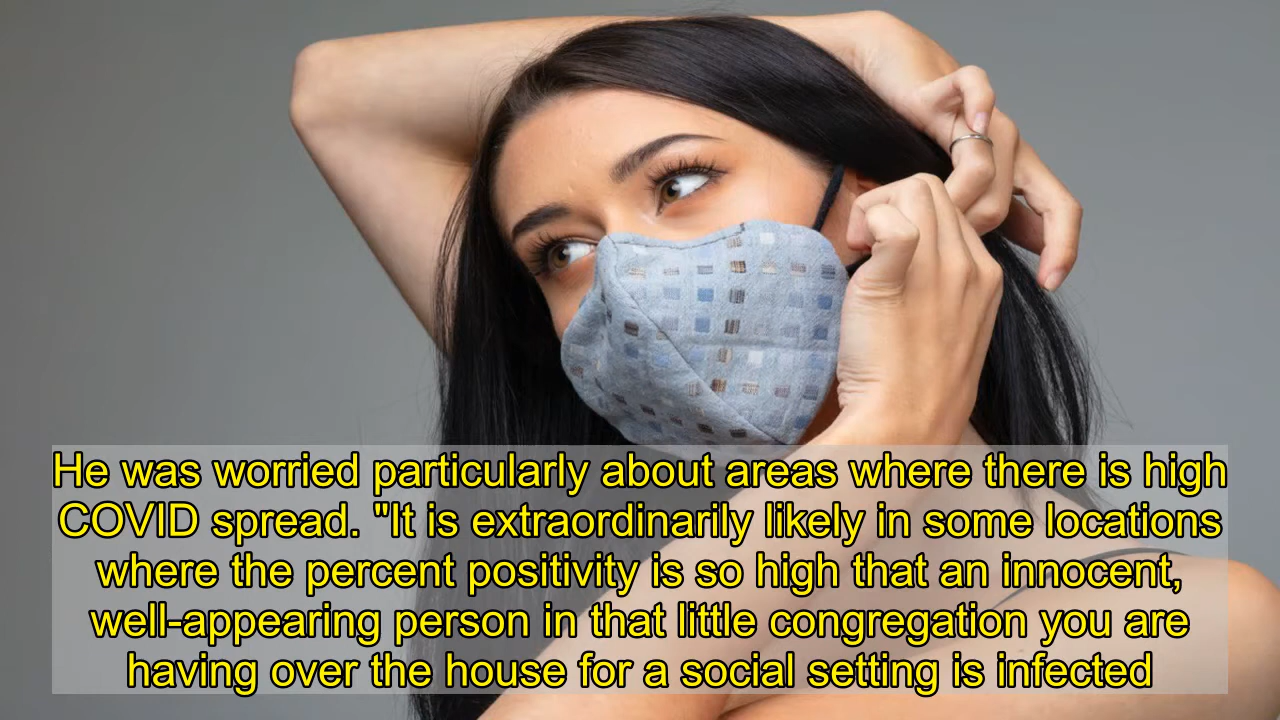 He was worried particularly about areas where there is high
COVID spread. "It is extraordinarily likely in some locations
where the percent positivity is so high that an innocent,
well-appearing person in that little congregation you are
having over the house for a social setting is infected